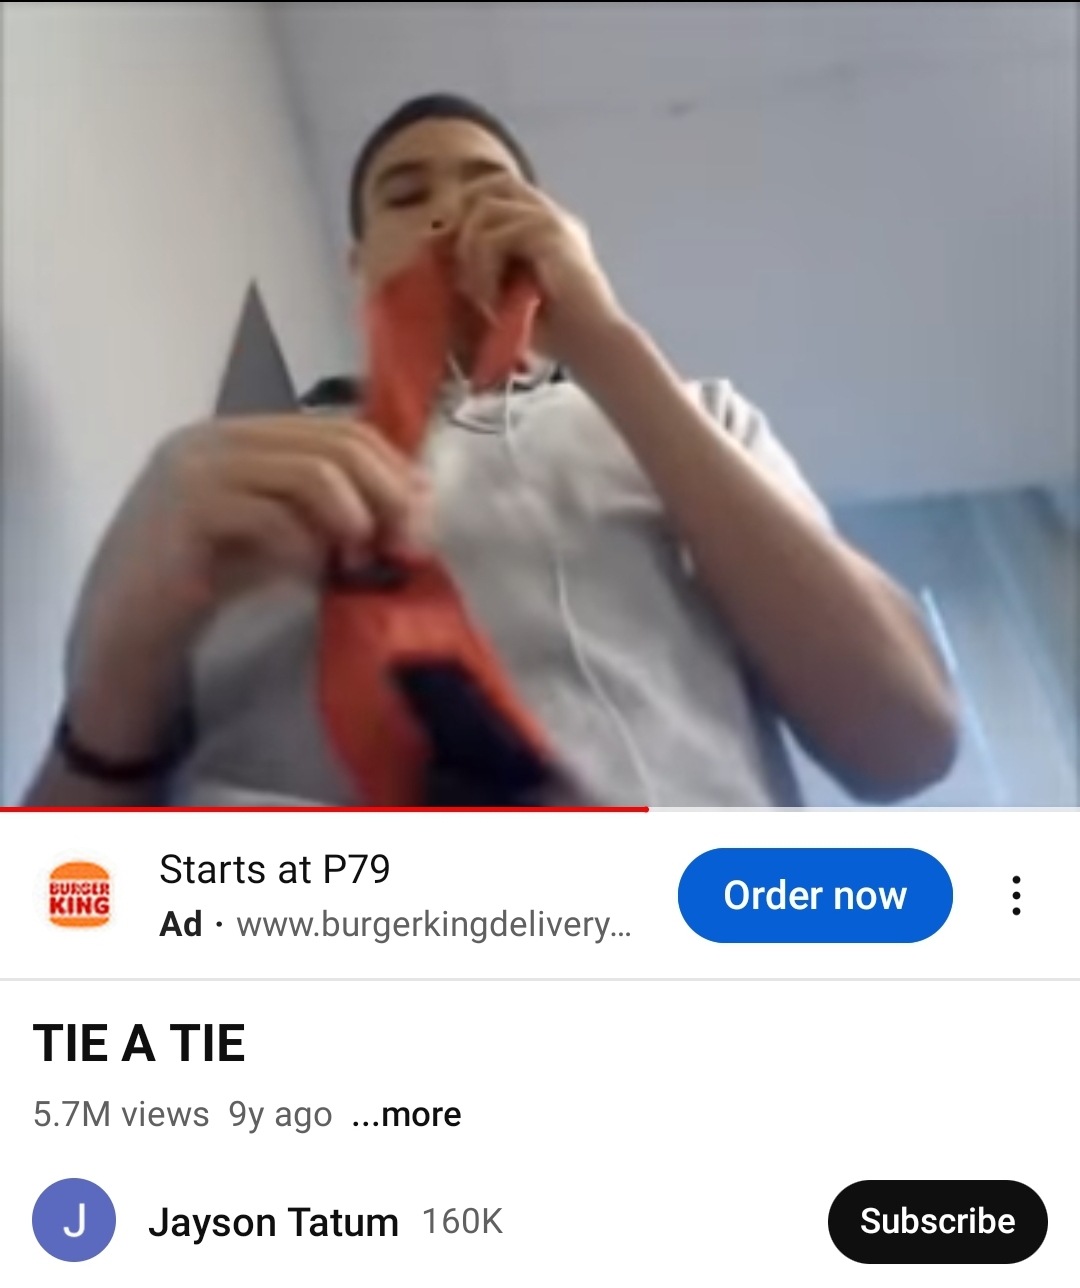 BURGER
KING
Starts at P79
Ad · www.burgerkingdelivery...
Order now
TIE A TIE
5.7M views 9y ago ...more
J
Jayson Tatum 160K
Subscribe